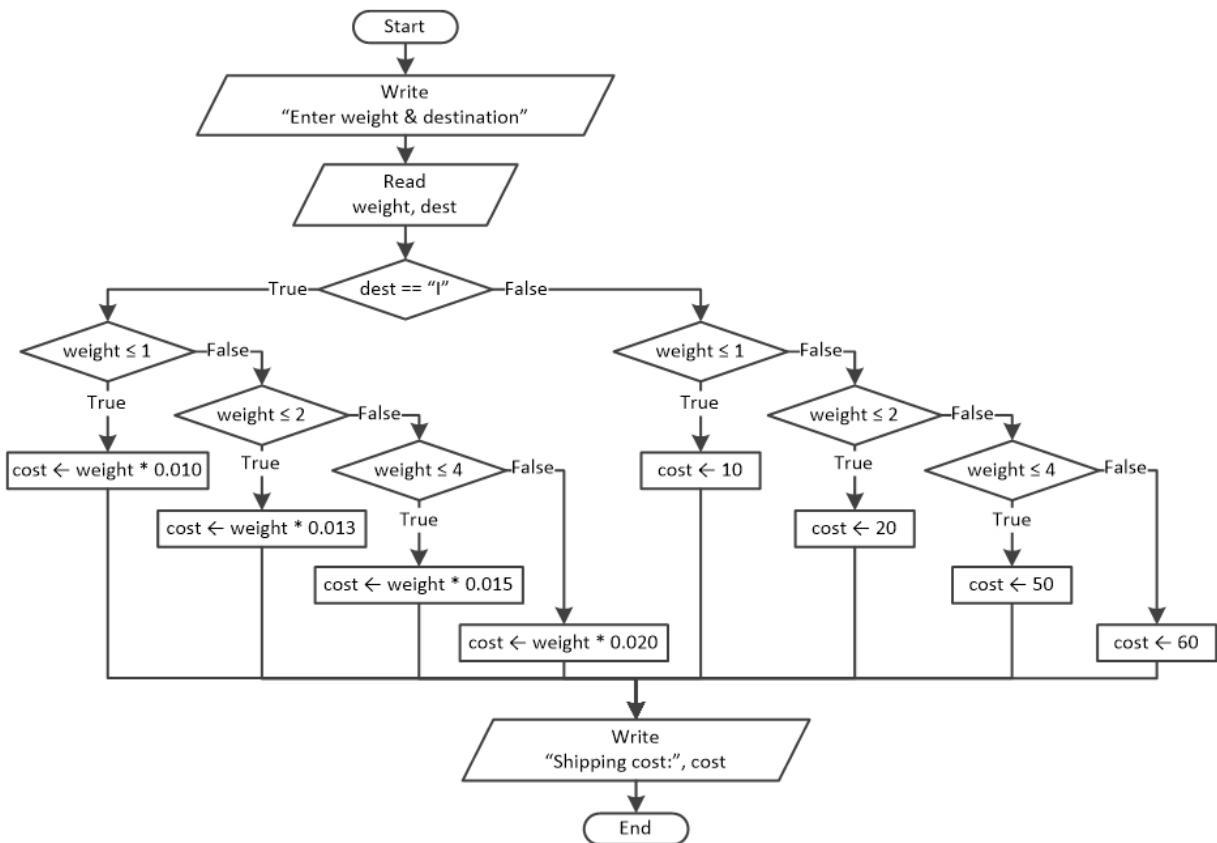 Start
Write
“Enter weight & destination”
Read
weight, dest
True
dest == “I”
False
weight ≤ 1
False
weight ≤ 1
False
True
weight ≤ 2
False
True
weight ≤ 2
False
cost ← weight * 0.010
True
weight ≤ 4
False
cost ← 10
True
weight ≤ 4
False
cost ← weight * 0.013
True
cost ← 20
True
cost ← weight * 0.015
cost ← 50
cost ← weight * 0.020
cost ← 60
Write
“Shipping cost:”, cost
End